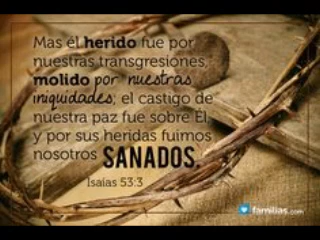 Mas él herido fue por
nuestras transgresiones,
molido por nuestras
iniquidades; el castigo de
nuestra paz fue sobre Él,
y por sus heridas fuimos
nosotros SANADOS.
Isaías 53:3
familias.com